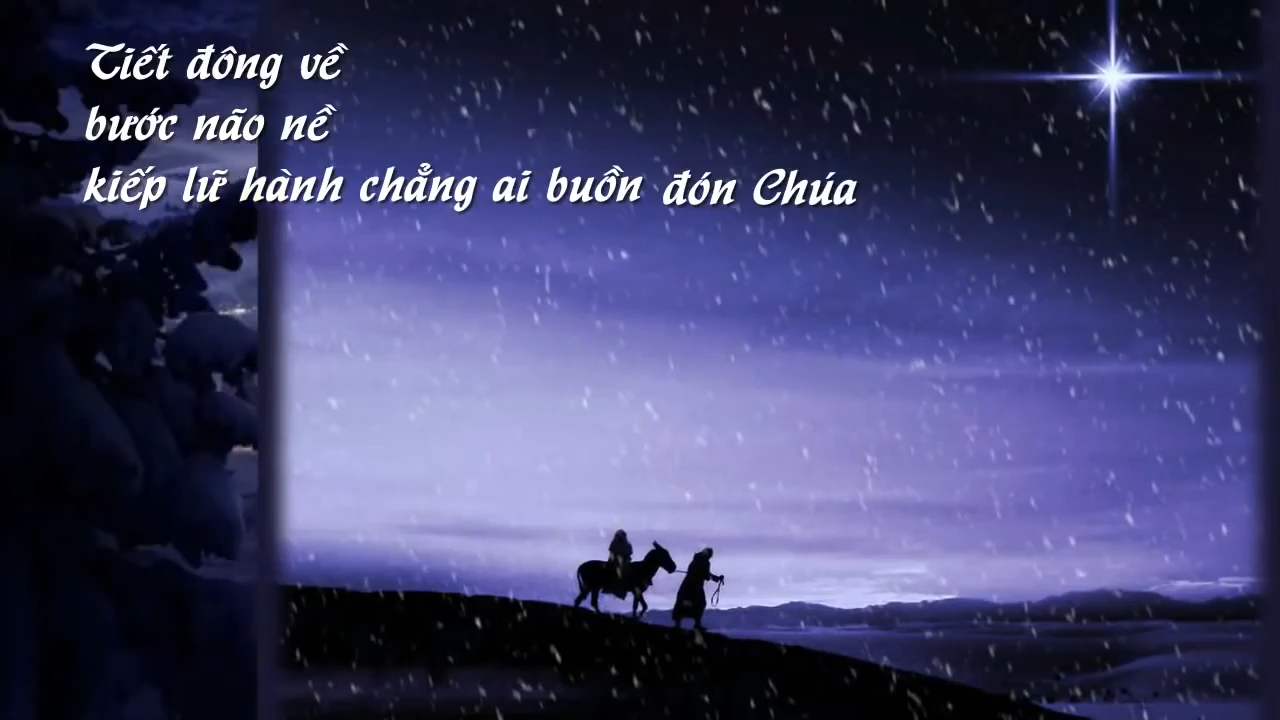 Tiết đông về
bước não nề
kiếp lữ hành chẳng ai buồn đón Chúa